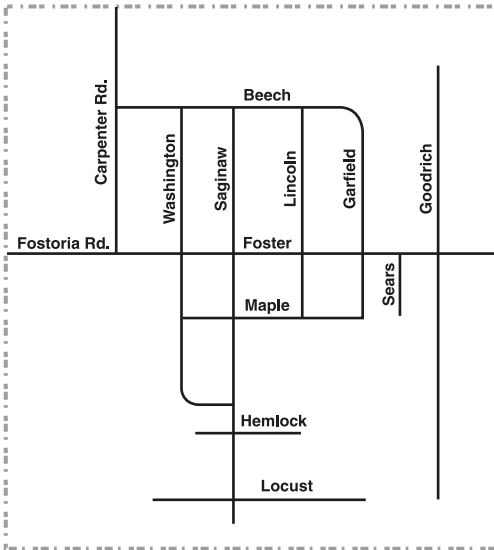 Beech
Carpenter Rd.
Washington
Saginaw
Lincoln
Garfield
Goodrich
Fostoria Rd.
Foster
Sears
Maple
Hemlock
Locust